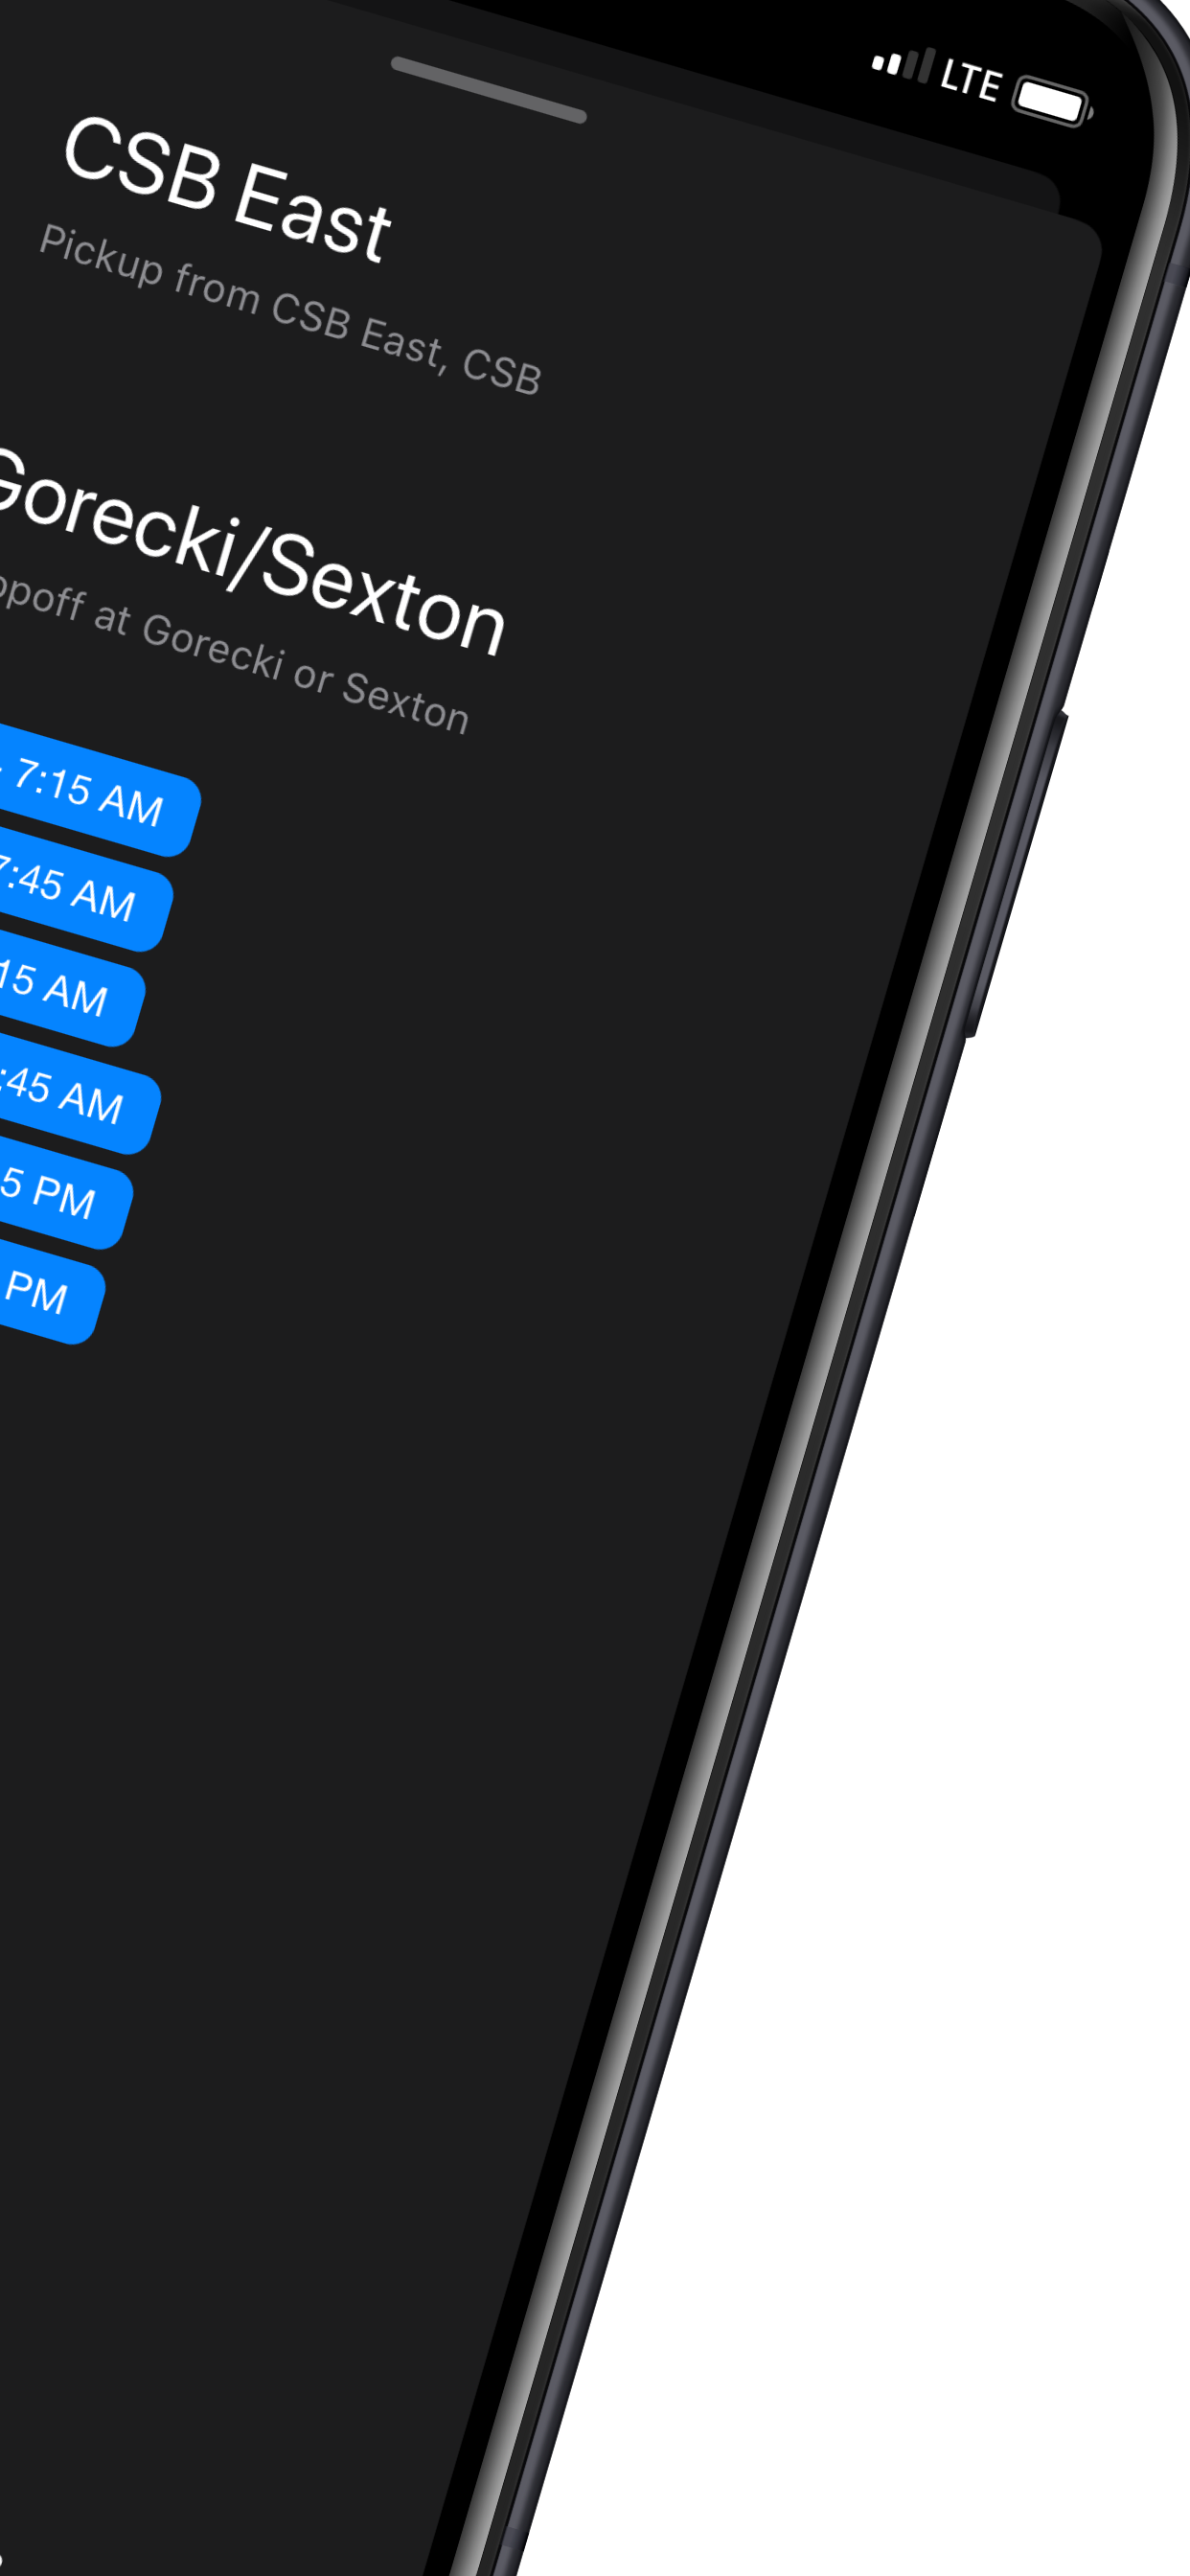 LTE
CSB East
Pickup from CSB East, CSB
Gorecki/Sexton
at Gorecki or Sexton
7:15 AM
7:45 AM
15 AM
:45 AM
5 PM
PM